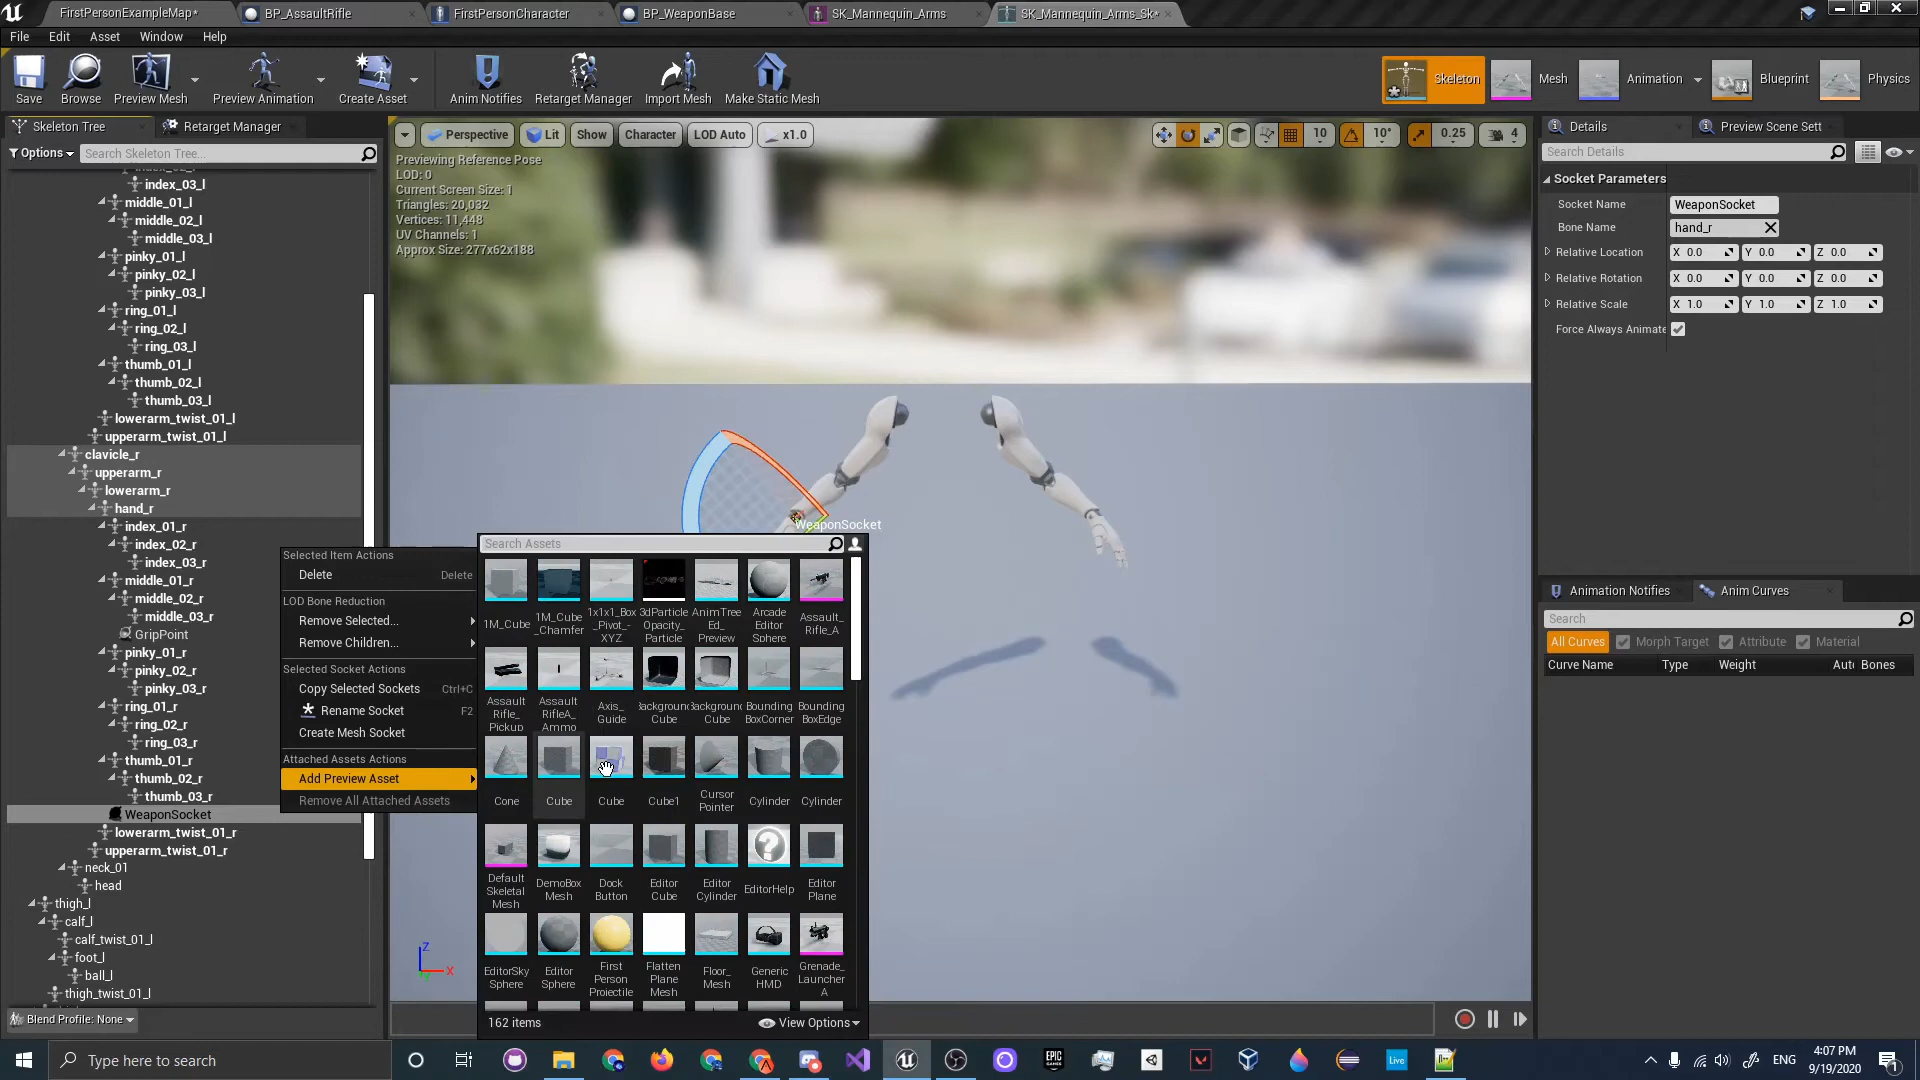 FirstPersonExampleMap*
BP_AssaultRifle
FirstPersonCharacter
BP_WeaponBase
SK_Mannequin_Arms
SK_Mannequin_Arms_Sk*
File Edit Asset Window Help
Save
Browse
Preview Mesh
Preview Animation
Create Asset
Anim Notifies
Retarget Manager
Import Mesh
Make Static Mesh
Skeleton
Mesh
Animation
Blueprint
Physics
Skeleton Tree
Retarget Manager
Options
Search Skeleton Tree...
index_03_l
middle_01_l
middle_02_l
middle_03_l
pinky_01_l
pinky_02_l
pinky_03_l
ring_01_l
ring_02_l
ring_03_l
thumb_01_l
thumb_02_l
thumb_03_l
lowerarm_twist_01_l
upperarm_twist_01_l
clavicle_r
upperarm_r
lowerarm_r
hand_r
index_01_r
index_02_r
index_03_r
middle_01_r
middle_02_r
middle_03_r
GripPoint
pinky_01_r
pinky_02_r
pinky_03_r
ring_01_r
ring_02_r
ring_03_r
thumb_01_r
thumb_02_r
thumb_03_r
WeaponSocket
lowerarm_twist_01_r
upperarm_twist_01_r
neck_01
head
thigh_l
calf_l
calf_twist_01_l
foot_l
ball_l
thigh_twist_01_l
Blend Profile: None
Perspective
Lit
Show
Character
LOD Auto
x1.0
10
10°
0.25
4
Previewing Reference Pose
LOD: 0
Current Screen Size: 1
Triangles: 20,032
Vertices: 11,448
UV Channels: 1
Approx Size: 277x62x188
WeaponSocket
Z
X
Selected Item Actions
Delete Delete
LOD Bone Reduction
Remove Selected...
Remove Children...
Selected Socket Actions
Copy Selected Sockets Ctrl+C
Rename Socket F2
Create Mesh Socket
Attached Assets Actions
Add Preview Asset
Remove All Attached Assets
Search Assets
1M_Cube
1M_Cube_Chamfer
1x1x1_Box_Pivot_-XYZ
3dParticle Opacity_Particle
AnimTreeEd_Preview
Arcade Editor Sphere
Assault_Rifle_A
Assault Rifle_Pickup
Assault RifleA_Ammo
Axis_Guide
Background Cube
Background Cube
Bounding BoxCorner
Bounding BoxEdge
Cone
Cube
Cube
Cube1
Cursor Pointer
Cylinder
Cylinder
Default Skeletal Mesh
DemoBox Mesh
Dock Button
Editor Cube
Editor Cylinder
EditorHelp
Editor Plane
EditorSky Sphere
Editor Sphere
First Person Projectile
Flatten Plane Mesh
Floor_Mesh
Generic HMD
Grenade_Launcher A
162 items
View Options
Details
Preview Scene Sett
Search Details
Socket Parameters
Socket Name WeaponSocket
Bone Name hand_r
Relative Location X 0.0 Y 0.0 Z 0.0
Relative Rotation X 0.0 Y 0.0 Z 0.0
Relative Scale X 1.0 Y 1.0 Z 1.0
Force Always Animate
Animation Notifies
Anim Curves
Search
All Curves
Morph Target
Attribute
Material
Curve Name Type Weight Aut Bones
Type here to search
EPIC GAMES
Live
ENG
4:07 PM
9/19/2020
1